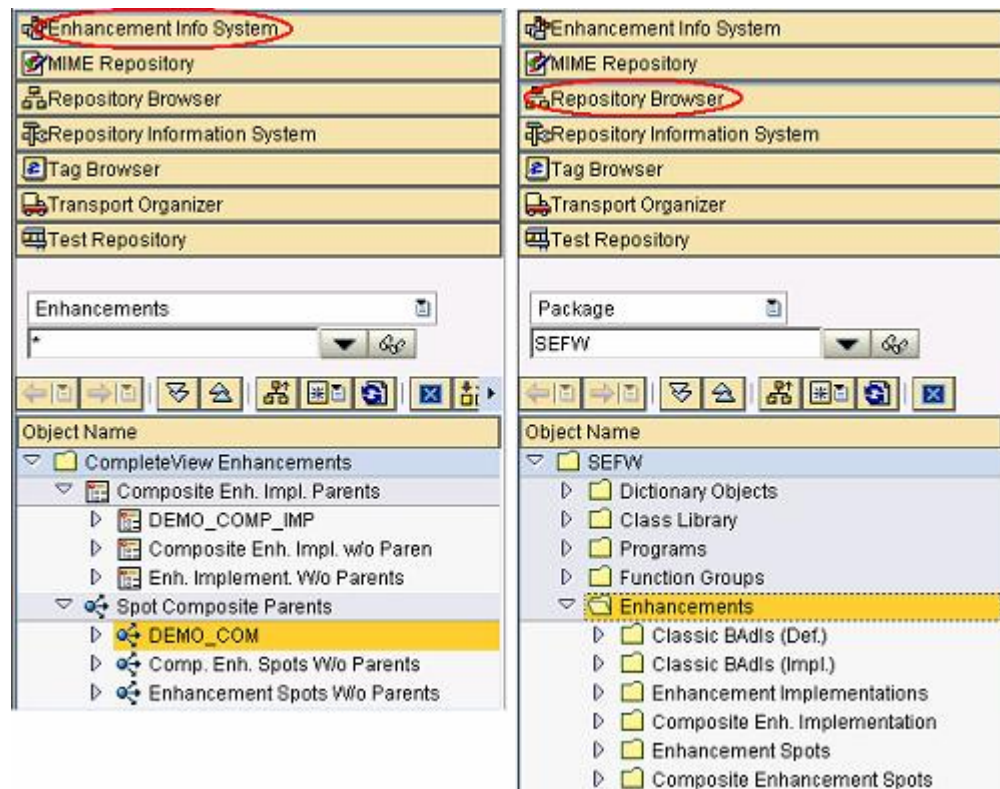 Enhancement Info System
MIME Repository
Repository Browser
Repository Information System
Tag Browser
Transport Organizer
Test Repository
Enhancements
*
Object Name
CompleteView Enhancements
Composite Enh. Impl. Parents
DEMO_COMP_IMP
Composite Enh. Impl. w/o Paren
Enh. Implement. W/o Parents
Spot Composite Parents
DEMO_COM
Comp. Enh. Spots W/o Parents
Enhancement Spots W/o Parents
Enhancement Info System
MIME Repository
Repository Browser
Repository Information System
Tag Browser
Transport Organizer
Test Repository
Package
SEFW
Object Name
SEFW
Dictionary Objects
Class Library
Programs
Function Groups
Enhancements
Classic BAdIs (Def.)
Classic BAdIs (Impl.)
Enhancement Implementations
Composite Enh. Implementation
Enhancement Spots
Composite Enhancement Spots